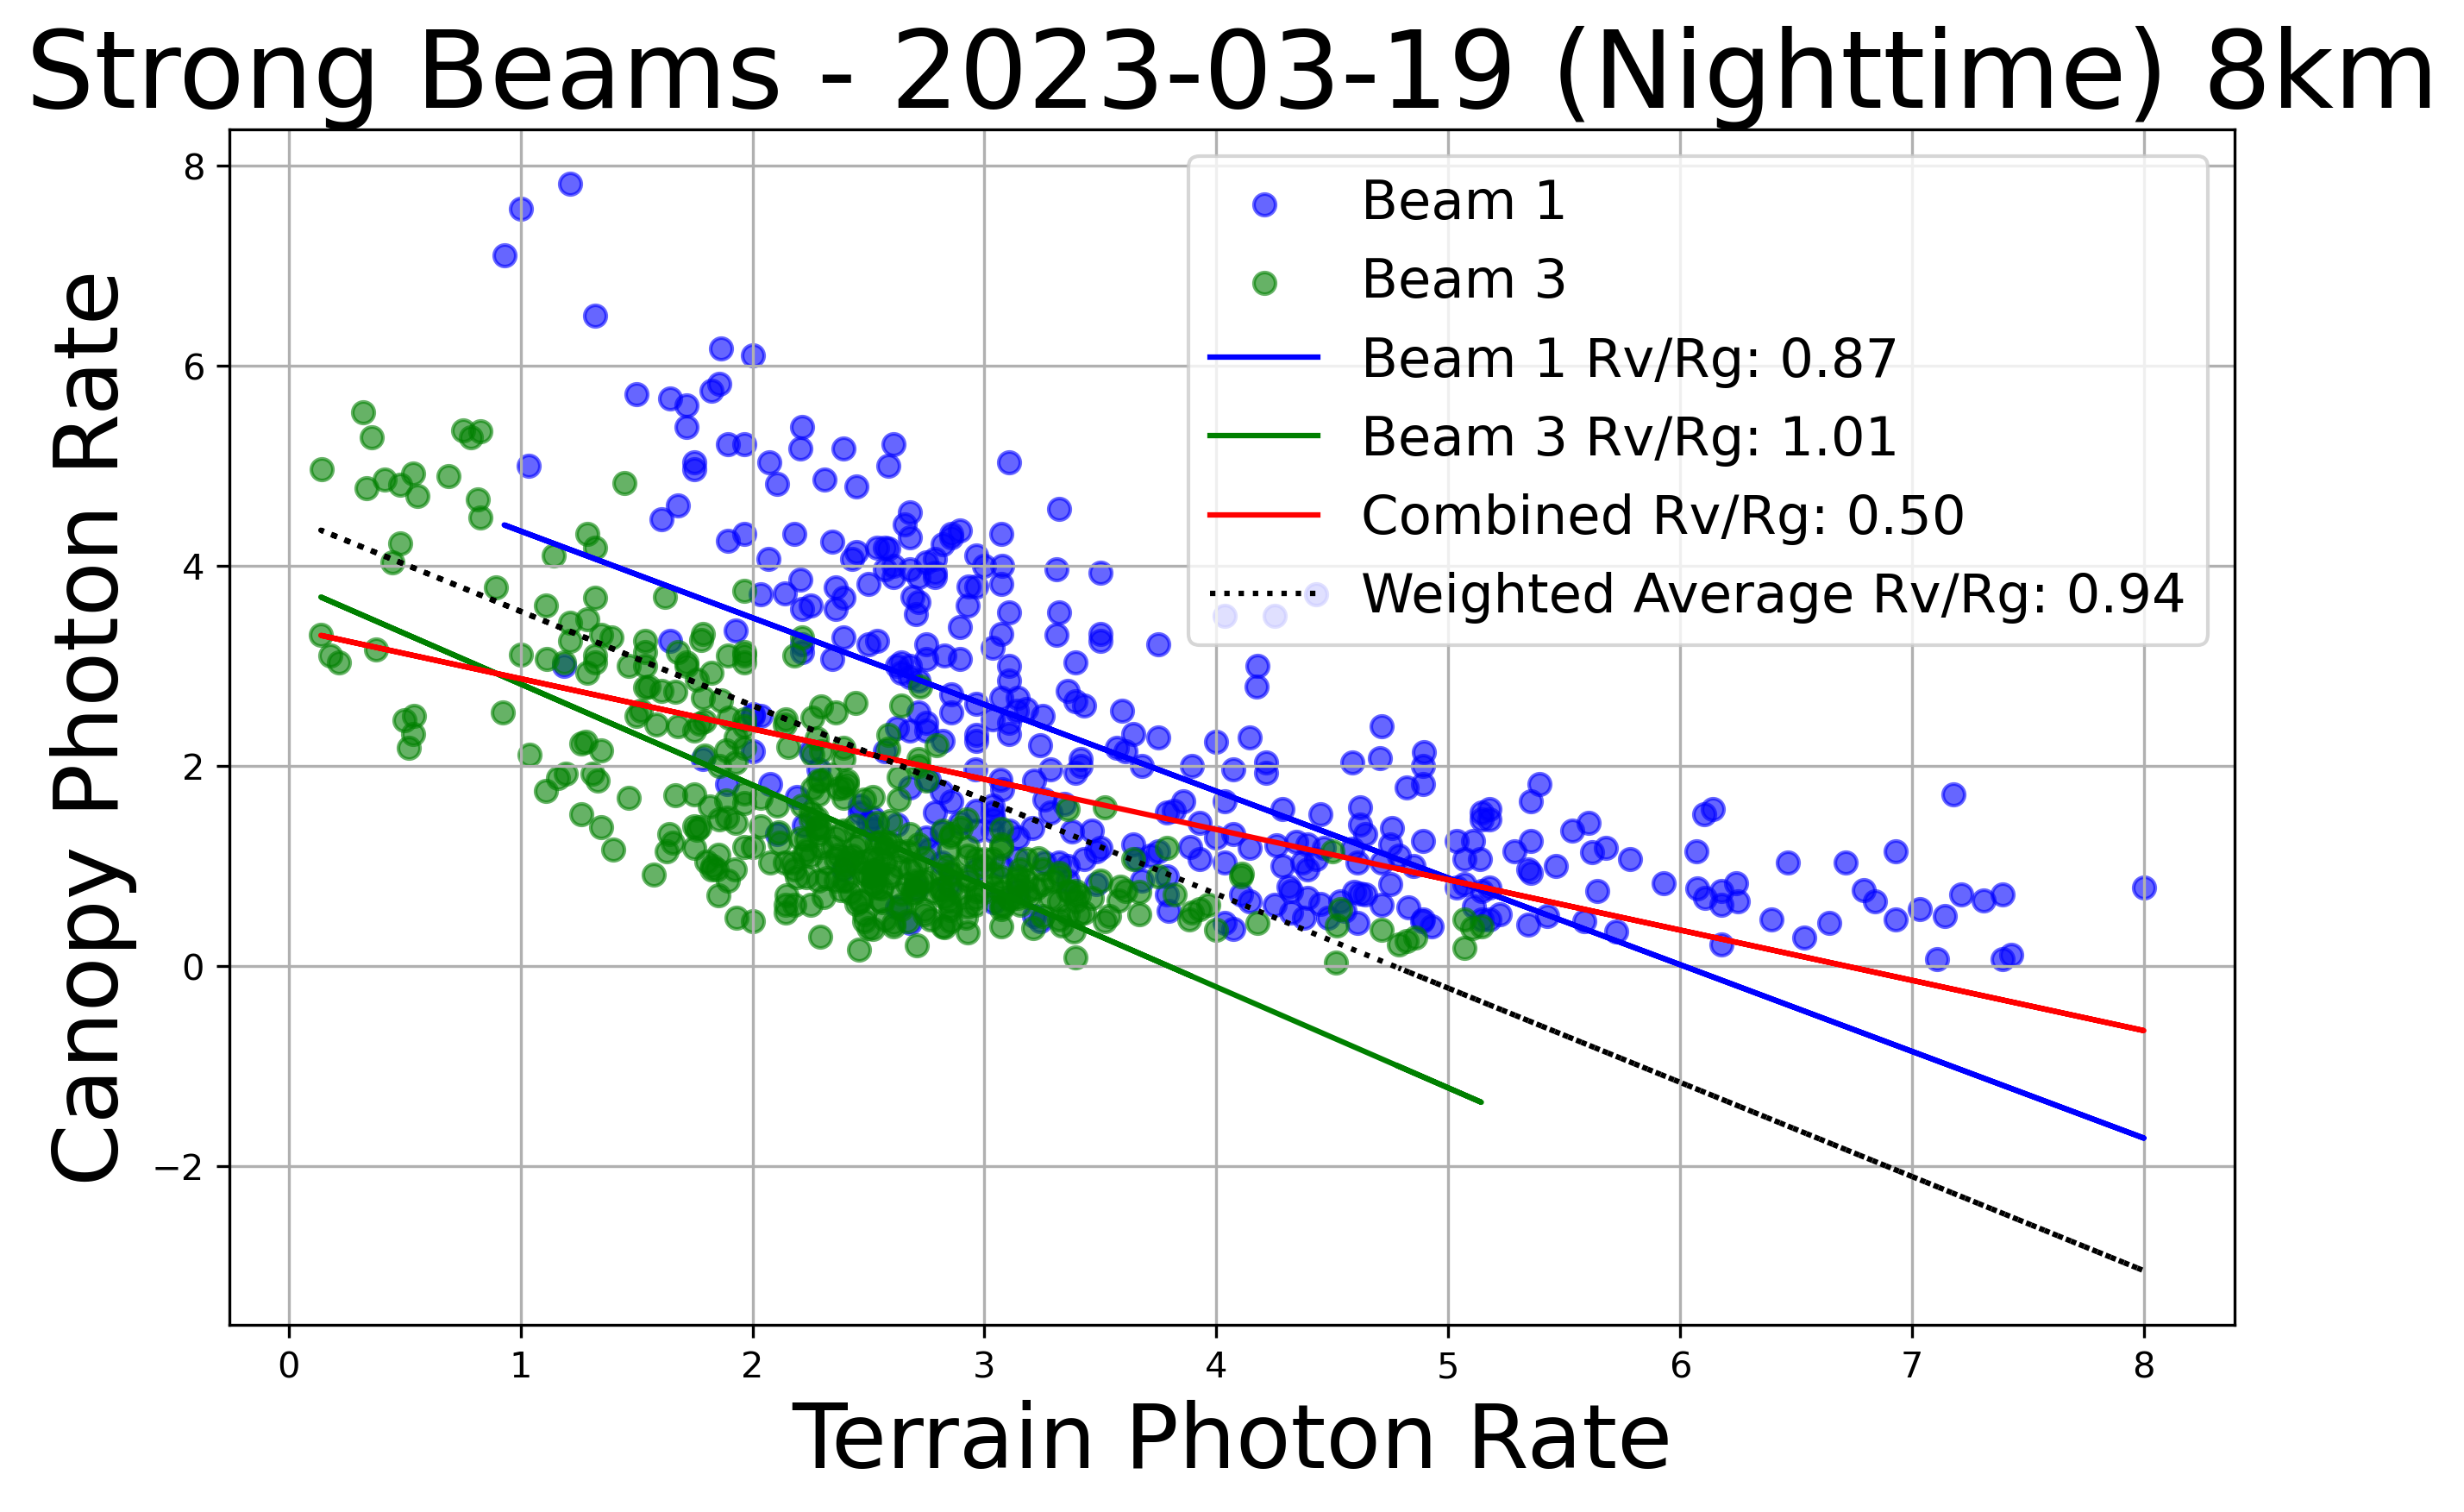 Strong Beams - 2023-03-19 (Nighttime) 8km
Canopy Photon Rate
8
6
4
2
0
−2
Beam 1
Beam 3
Beam 1 Rv/Rg: 0.87
Beam 3 Rv/Rg: 1.01
Combined Rv/Rg: 0.50
Weighted Average Rv/Rg: 0.94
0 1 2 3 4 5 6 7 8
Terrain Photon Rate